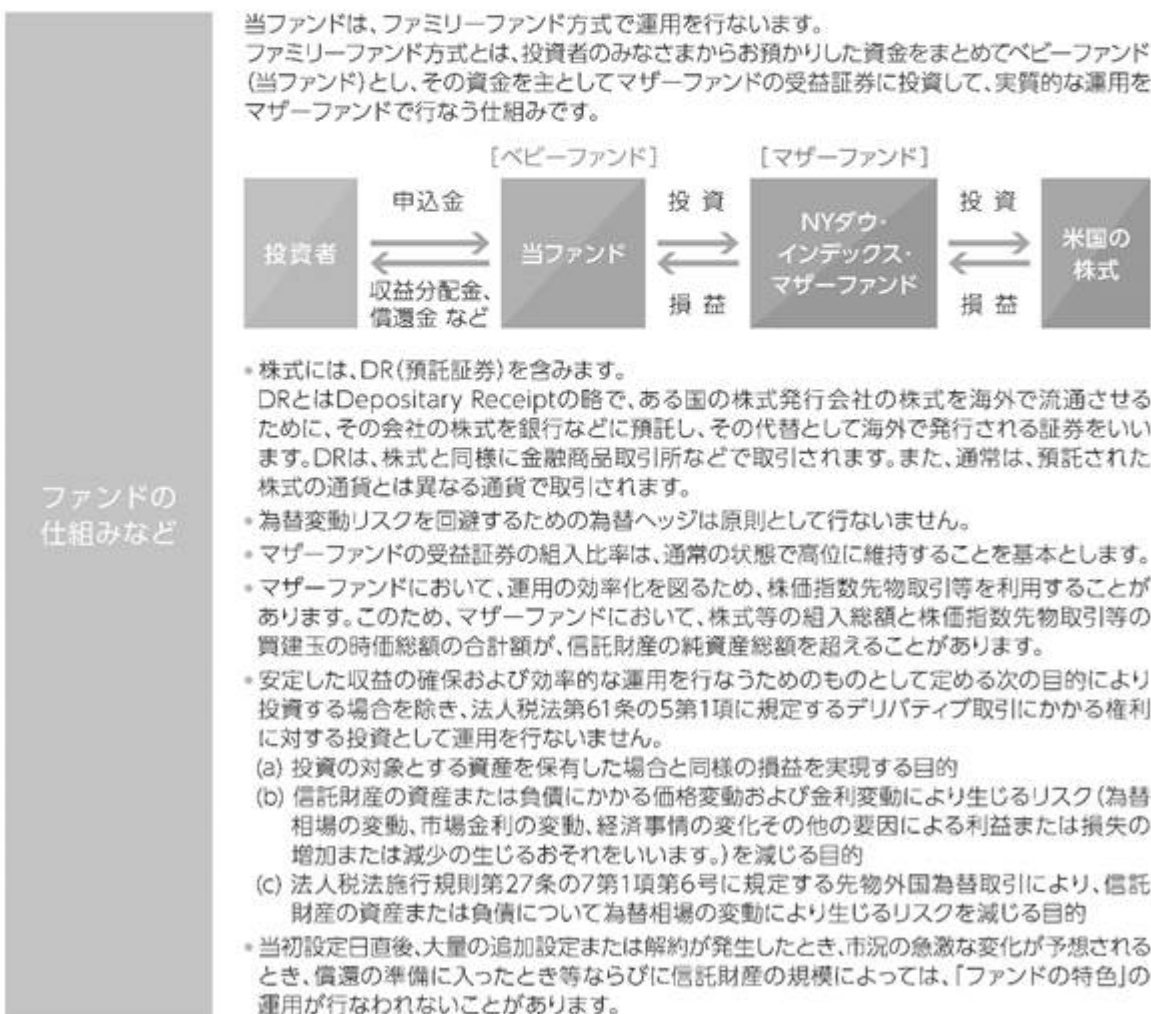 当ファンドは、ファミリーファンド方式で運用を行ないます。
ファミリーファンド方式とは、投資者のみなさまからお預かりした資金をまとめてベビーファンド
(当ファンド)とし、その資金を主としてマザーファンドの受益証券に投資して、実質的な運用を
マザーファンドで行なう仕組みです。
[ベビーファンド]
[マザーファンド]
投資者
申込金
収益分配金、
償還金 など
当ファンド
投 資
損 益
NYダウ・
インデックス・
マザーファンド
投 資
損 益
米国の
株式
ファンドの
仕組みなど
• 株式には、DR(預託証券)を含みます。
DRとはDepositary Receiptの略で、ある国の株式発行会社の株式を海外で流通させる
ために、その会社の株式を銀行などに預託し、その代替として海外で発行される証券をいい
ます。DRは、株式と同様に金融商品取引所などで取引されます。また、通常は、預託された
株式の通貨とは異なる通貨で取引されます。
• 為替変動リスクを回避するための為替ヘッジは原則として行ないません。
• マザーファンドの受益証券の組入比率は、通常の状態で高位に維持することを基本とします。
• マザーファンドにおいて、運用の効率化を図るため、株価指数先物取引等を利用することが
あります。このため、マザーファンドにおいて、株式等の組入総額と株価指数先物取引等の
買建玉の時価総額の合計額が、信託財産の純資産総額を超えることがあります。
• 安定した収益の確保および効率的な運用を行なうためのものとして定める次の目的により
投資する場合を除き、法人税法第61条の5第1項に規定するデリバティブ取引にかかる権利
に対する投資として運用を行ないません。
(a) 投資の対象とする資産を保有した場合と同様の損益を実現する目的
(b) 信託財産の資産または負債にかかる価格変動および金利変動により生じるリスク(為替
相場の変動、市場金利の変動、経済事情の変化その他の要因による利益または損失の
増加または減少の生じるおそれをいいます。)を減じる目的
(c) 法人税法施行規則第27条の7第1項第6号に規定する先物外国為替取引により、信託
財産の資産または負債について為替相場の変動により生じるリスクを減じる目的
• 当初設定日直後、大量の追加設定または解約が発生したとき、市況の急激な変化が予想される
とき、償還の準備に入ったとき等ならびに信託財産の規模によっては、「ファンドの特色」の
運用が行なわれないことがあります。